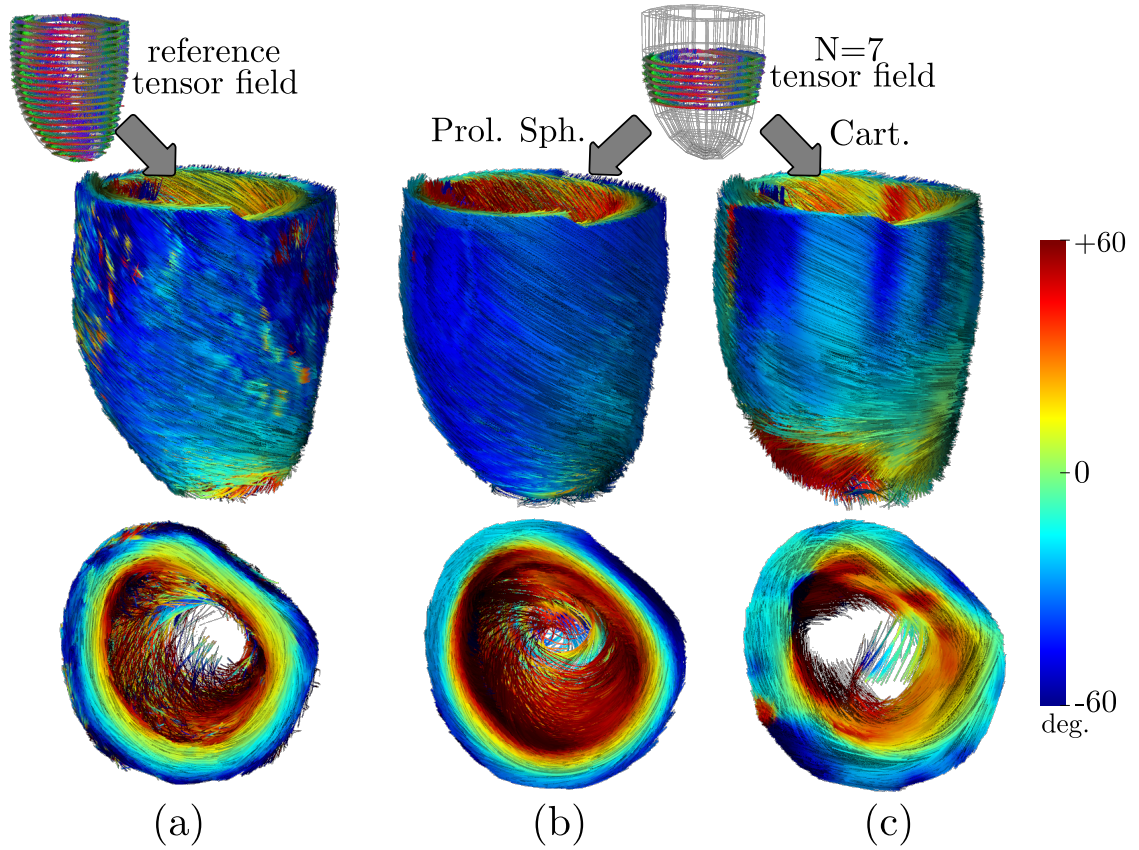 reference
tensor field
N=7
tensor field
Prol. Sph.
Cart.
+60
0
-60
deg.
(a)
(b)
(c)